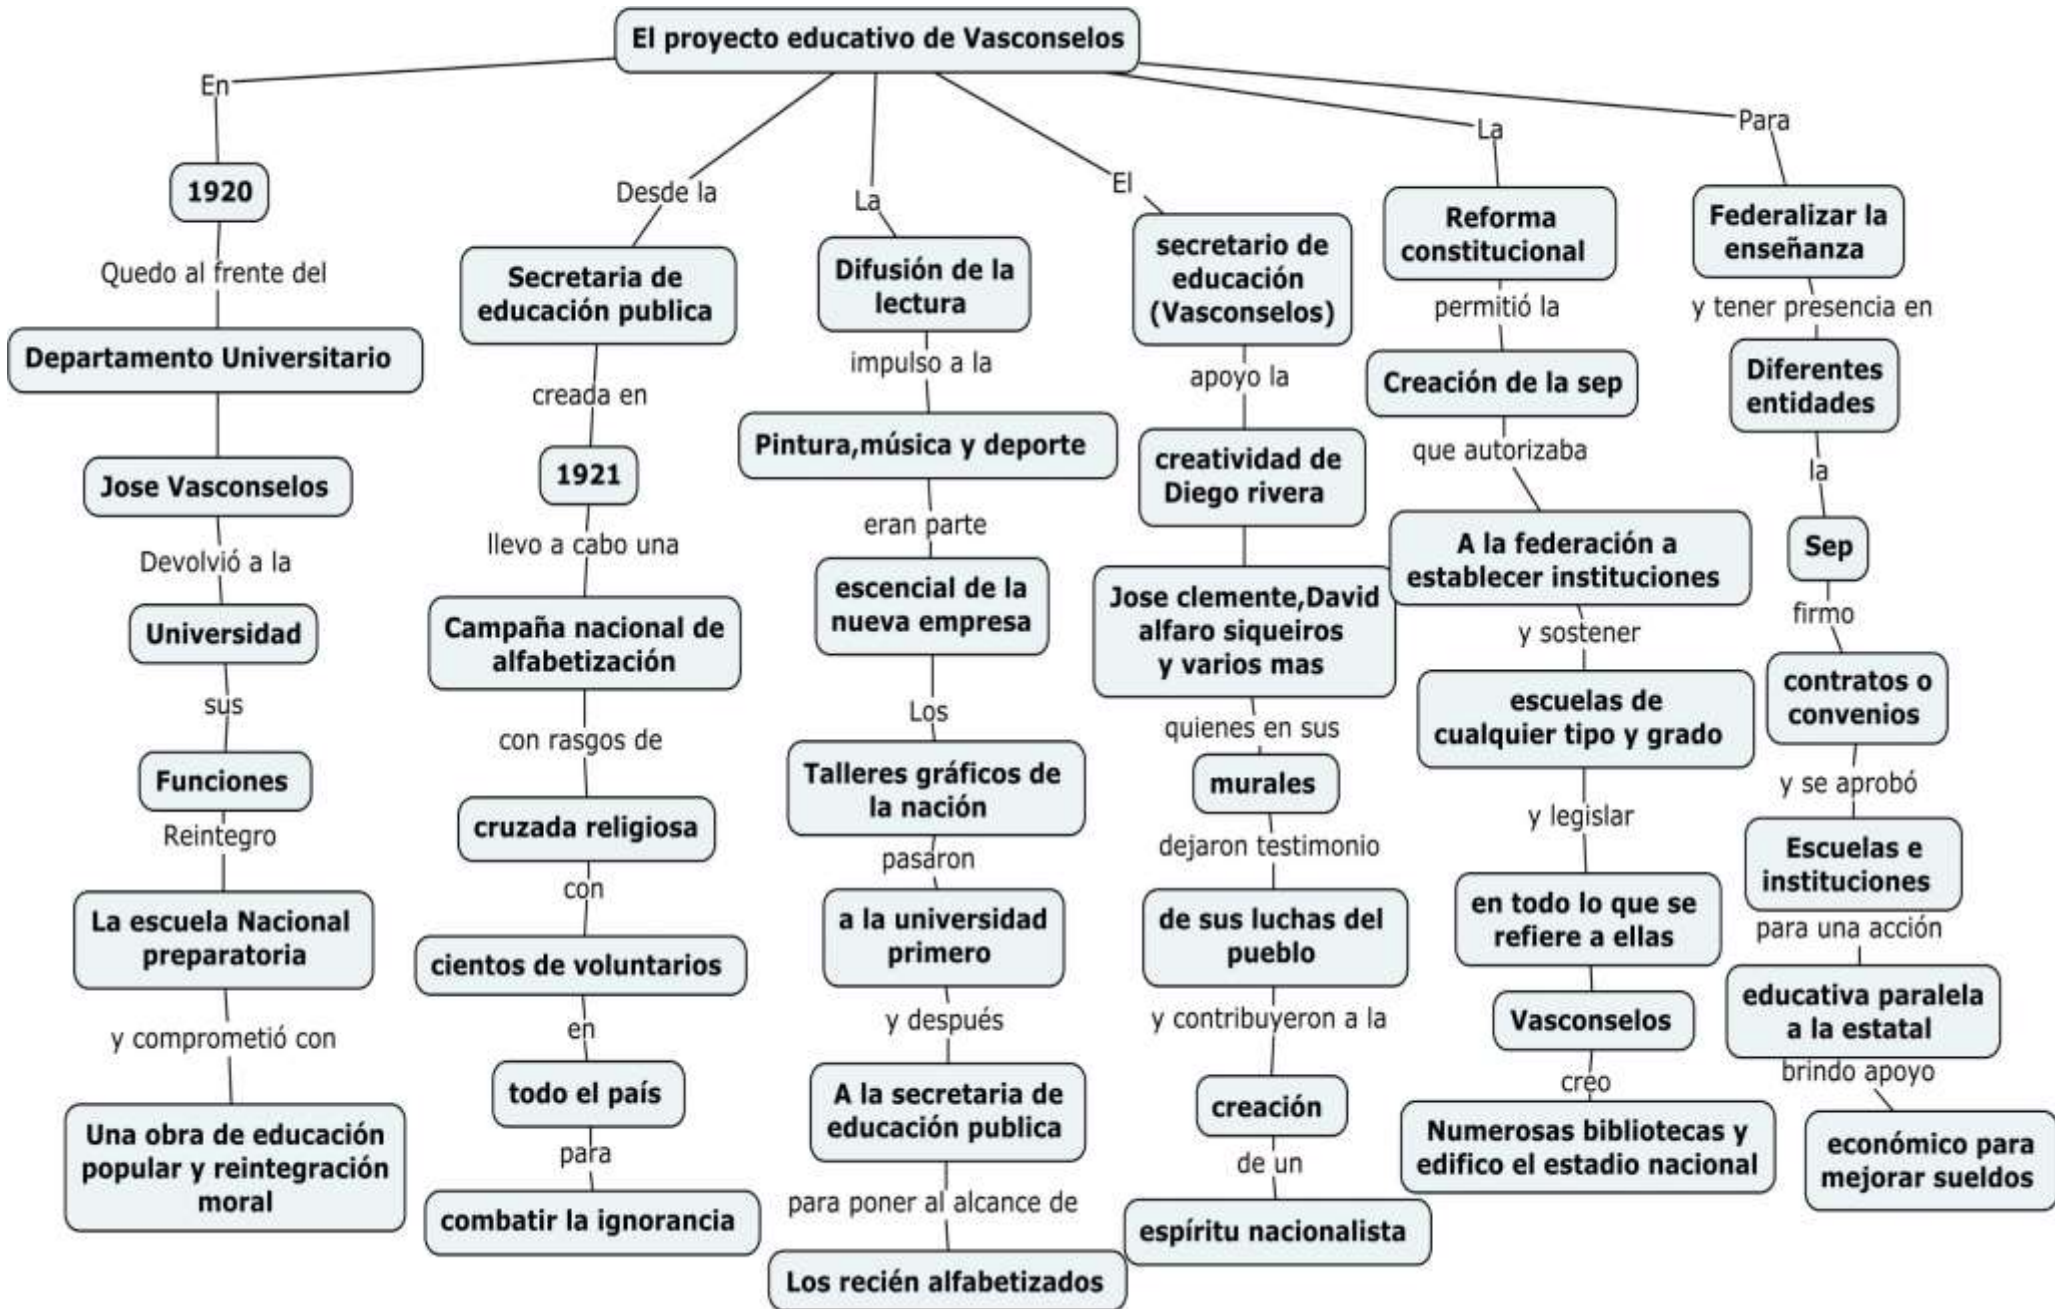 El proyecto educativo de Vasconselos
En
1920
Quedo al frente del
Departamento Universitario
Jose Vasconselos
Devolvió a la
Universidad
sus
Funciones
Reintegro
La escuela Nacional
preparatoria
y comprometió con
Una obra de educación
popular y reintegración
moral
Desde la
Secretaria de
educación publica
creada en
1921
llevo a cabo una
Campaña nacional de
alfabetización
con rasgos de
cruzada religiosa
con
cientos de voluntarios
en
todo el país
para
combatir la ignorancia
La
Difusión de la
lectura
impulso a la
Pintura,música y deporte
eran parte
escencial de la
nueva empresa
Los
Talleres gráficos de
la nación
pasaron
a la universidad
primero
y después
A la secretaria de
educación publica
para poner al alcance de
Los recién alfabetizados
El
secretario de
educación
(Vasconselos)
apoyo la
creatividad de
Diego rivera
Jose clemente,David
alfaro siqueiros
y varios mas
quienes en sus
murales
dejaron testimonio
de sus luchas del
pueblo
y contribuyeron a la
creación
de un
espíritu nacionalista
La
Reforma
constitucional
permitió la
Creación de la sep
que autorizaba
A la federación a
establecer instituciones
y sostener
escuelas de
cualquier tipo y grado
y legislar
en todo lo que se
refiere a ellas
Vasconselos
creo
Numerosas bibliotecas y
edifico el estadio nacional
Para
Federalizar la
enseñanza
y tener presencia en
Diferentes
entidades
la
Sep
firmo
contratos o
convenios
y se aprobó
Escuelas e
instituciones
para una acción
educativa paralela
a la estatal
brindo apoyo
económico para
mejorar sueldos